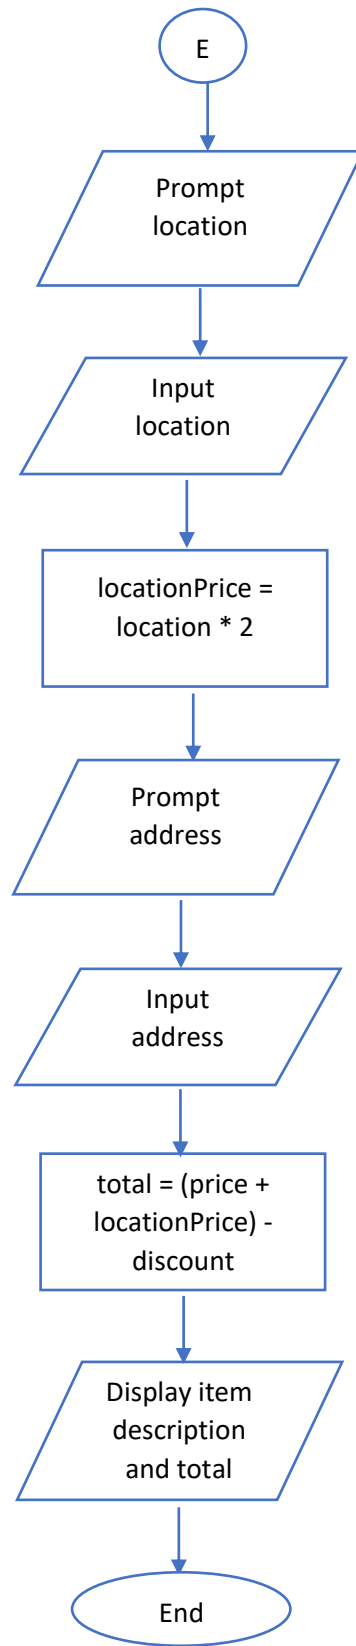 E
Prompt
location
Input
location
locationPrice =
location * 2
Prompt
address
Input
address
total = (price +
locationPrice) -
discount
Display item
description
and total
End